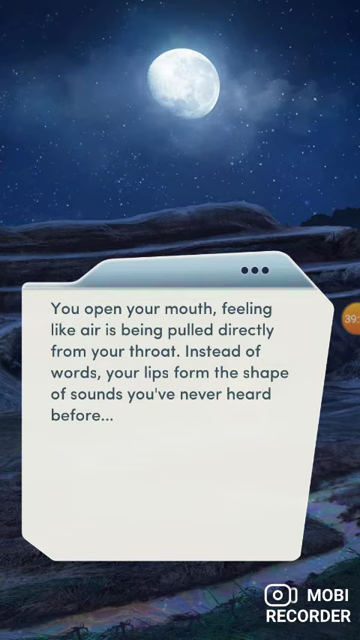 You open your mouth, feeling
like air is being pulled directly
from your throat. Instead of
words, your lips form the shape
of sounds you've never heard
before...
39:
MOBI
RECORDER